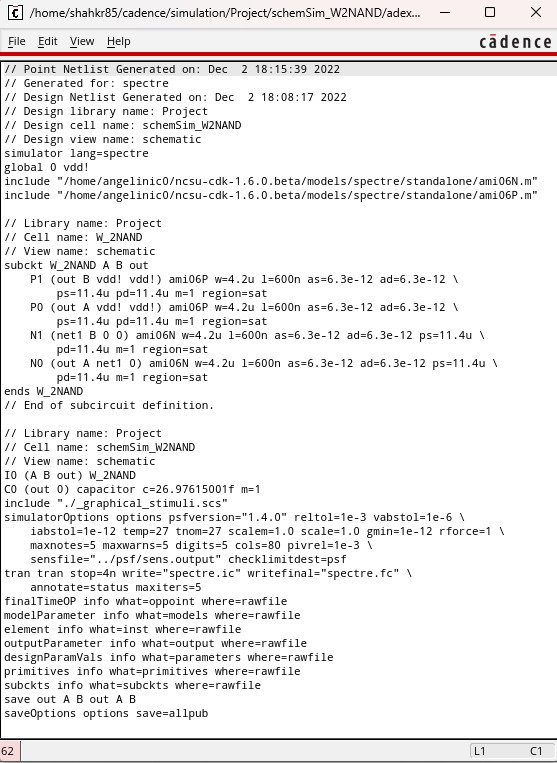 /home/shahkr85/cadence/simulation/Project/schemSim_W2NAND/adex...
File Edit View Help cādence
// Point Netlist Generated on: Dec  2 18:15:39 2022
// Generated for: spectre
// Design Netlist Generated on: Dec  2 18:08:17 2022
// Design library name: Project
// Design cell name: schemSim_W2NAND
// Design view name: schematic
simulator lang=spectre
global 0 vdd!
include "/home/angelinic0/ncsu-cdk-1.6.0.beta/models/spectre/standalone/ami06N.m"
include "/home/angelinic0/ncsu-cdk-1.6.0.beta/models/spectre/standalone/ami06P.m"

// Library name: Project
// Cell name: W_2NAND
// View name: schematic
subckt W_2NAND A B out
    P1 (out B vdd! vdd!) ami06P w=4.2u l=600n as=6.3e-12 ad=6.3e-12 \
        ps=11.4u pd=11.4u m=1 region=sat
    P0 (out A vdd! vdd!) ami06P w=4.2u l=600n as=6.3e-12 ad=6.3e-12 \
        ps=11.4u pd=11.4u m=1 region=sat
    N1 (net1 B 0 0) ami06N w=4.2u l=600n as=6.3e-12 ad=6.3e-12 ps=11.4u \
        pd=11.4u m=1 region=sat
    N0 (out A net1 0) ami06N w=4.2u l=600n as=6.3e-12 ad=6.3e-12 ps=11.4u \
        pd=11.4u m=1 region=sat
ends W_2NAND
// End of subcircuit definition.

// Library name: Project
// Cell name: schemSim_W2NAND
// View name: schematic
I0 (A B out) W_2NAND
C0 (out 0) capacitor c=26.97615001f m=1
include "./_graphical_stimuli.scs"
simulatorOptions options psfversion="1.4.0" reltol=1e-3 vabstol=1e-6 \
    iabstol=1e-12 temp=27 tnom=27 scalem=1.0 scale=1.0 gmin=1e-12 rforce=1 \
    maxnotes=5 maxwarns=5 digits=5 cols=80 pivrel=1e-3 \
    sensfile="../psf/sens.output" checklimitdest=psf
tran tran stop=4n write="spectre.ic" writefinal="spectre.fc" \
    annotate=status maxiters=5
finalTimeOP info what=oppoint where=rawfile
modelParameter info what=models where=rawfile
element info what=inst where=rawfile
outputParameter info what=output where=rawfile
designParamVals info what=parameters where=rawfile
primitives info what=primitives where=rawfile
subckts info what=subckts where=rawfile
save out A B out A B
saveOptions options save=allpub
62 L1 C1